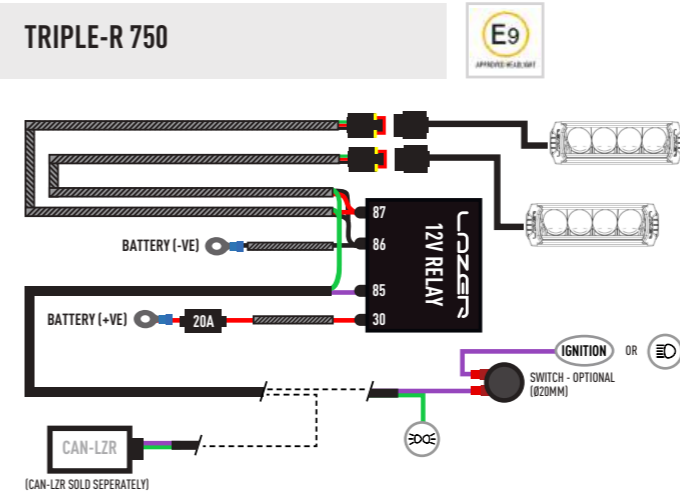 TRIPLE-R 750
E9
APPROVED HEADLIGHT
87
BATTERY (-VE)
86
LAZER
12V RELAY
85
BATTERY (+VE)
20A
30
IGNITION OR
SWITCH - OPTIONAL
(Ø20MM)
CAN-LZR
(CAN-LZR SOLD SEPERATELY)